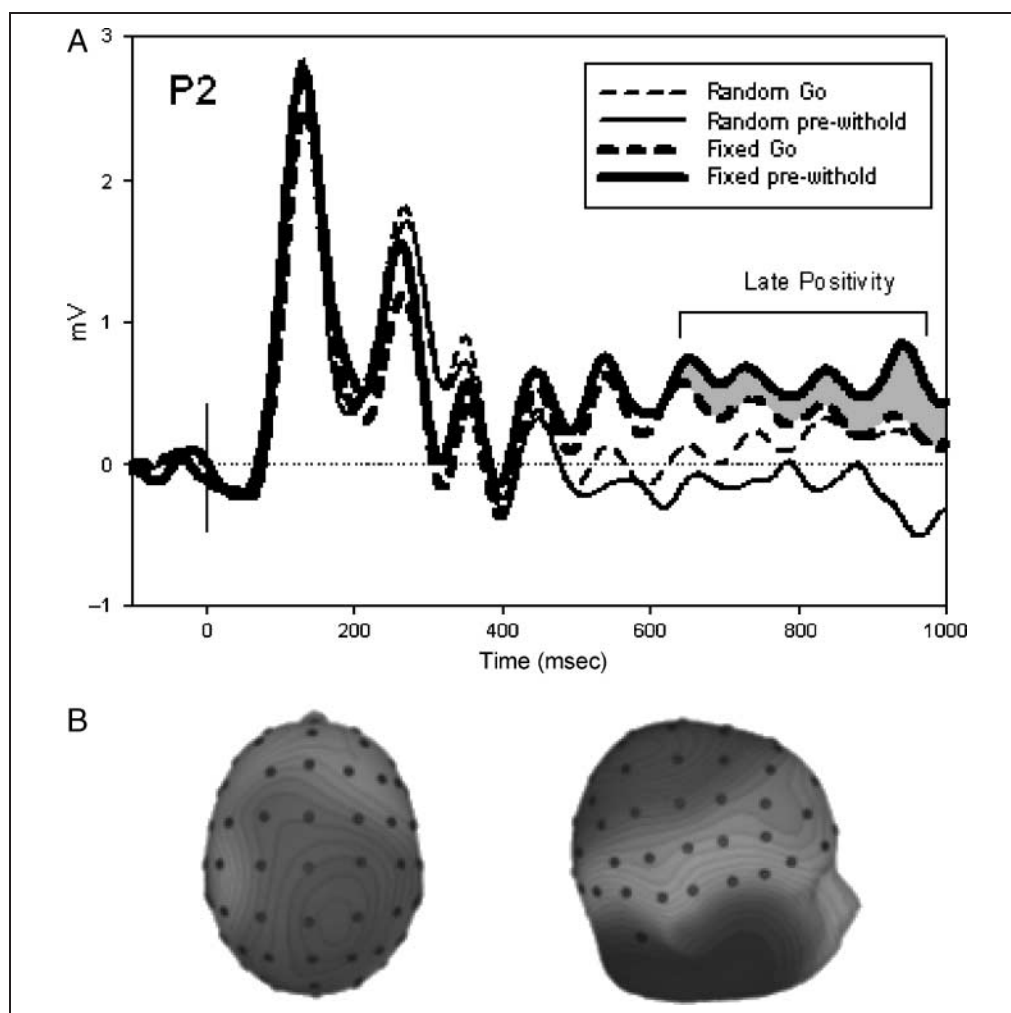 A
3
P2
Random Go
Random pre-withold
Fixed Go
Fixed pre-withold
2
Late Positivity
mV
1
0
–1
0 200 400 600 800 1000
Time (msec)
B